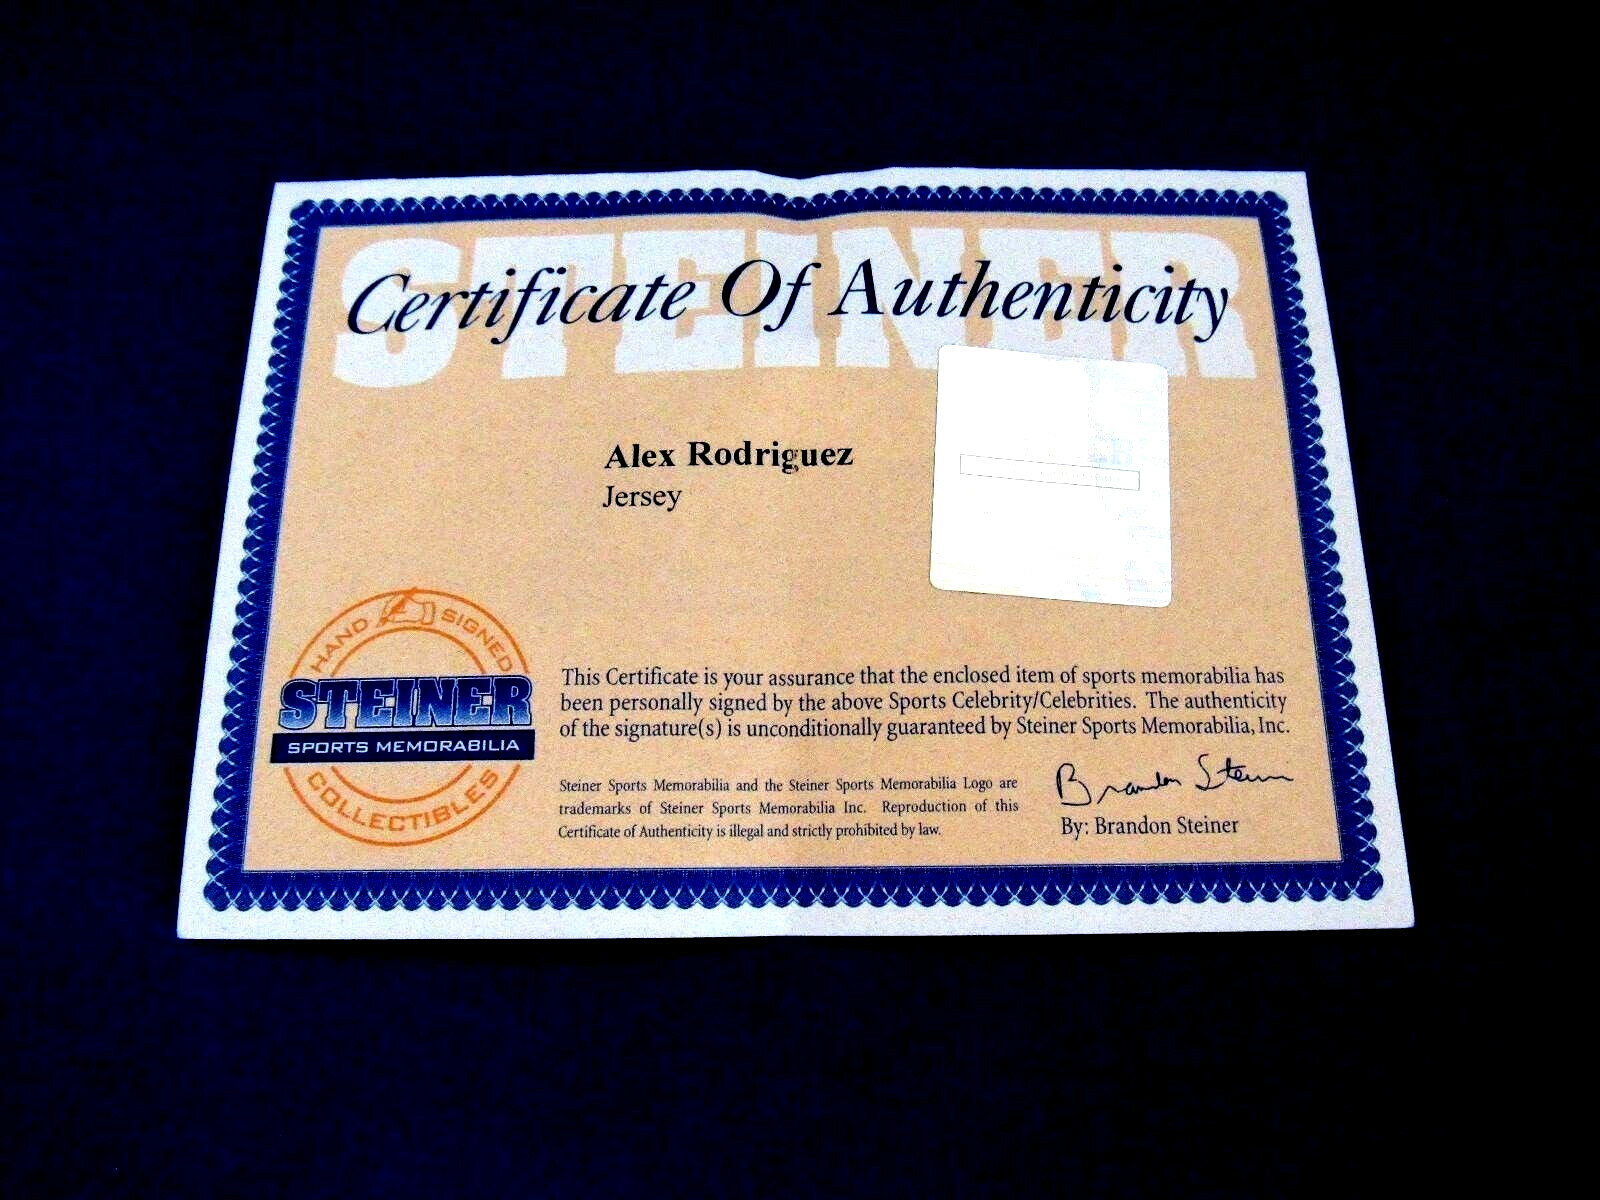 STEINER
Certificate Of Authenticity
Alex Rodriguez
Jersey
HAND SIGNED
STEINER
SPORTS MEMORABILIA
COLLECTIBLES
This Certificate is your assurance that the enclosed item of sports memorabilia has
been personally signed by the above Sports Celebrity/Celebrities. The authenticity
of the signature(s) is unconditionally guaranteed by Steiner Sports Memorabilia, Inc.
Steiner Sports Memorabilia and the Steiner Sports Memorabilia Logo are
trademarks of Steiner Sports Memorabilia Inc. Reproduction of this
Certificate of Authenticity is illegal and strictly prohibited by law.
Brandon Steiner
By: Brandon Steiner